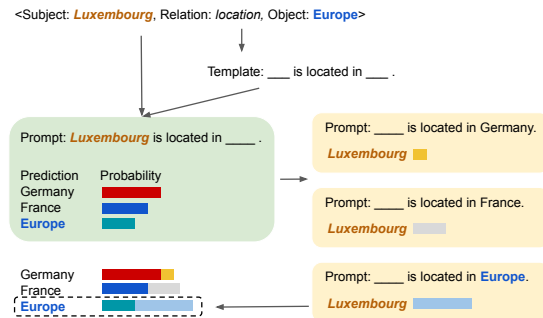 <Subject: Luxembourg, Relation: location, Object: Europe>
Template: ___ is located in ___ .
Prompt: Luxembourg is located in ____ .
Prediction Probability
Germany
France
Europe
Prompt: ____ is located in Germany.
Luxembourg
Prompt: ____ is located in France.
Luxembourg
Prompt: ____ is located in Europe.
Luxembourg
Germany
France
Europe